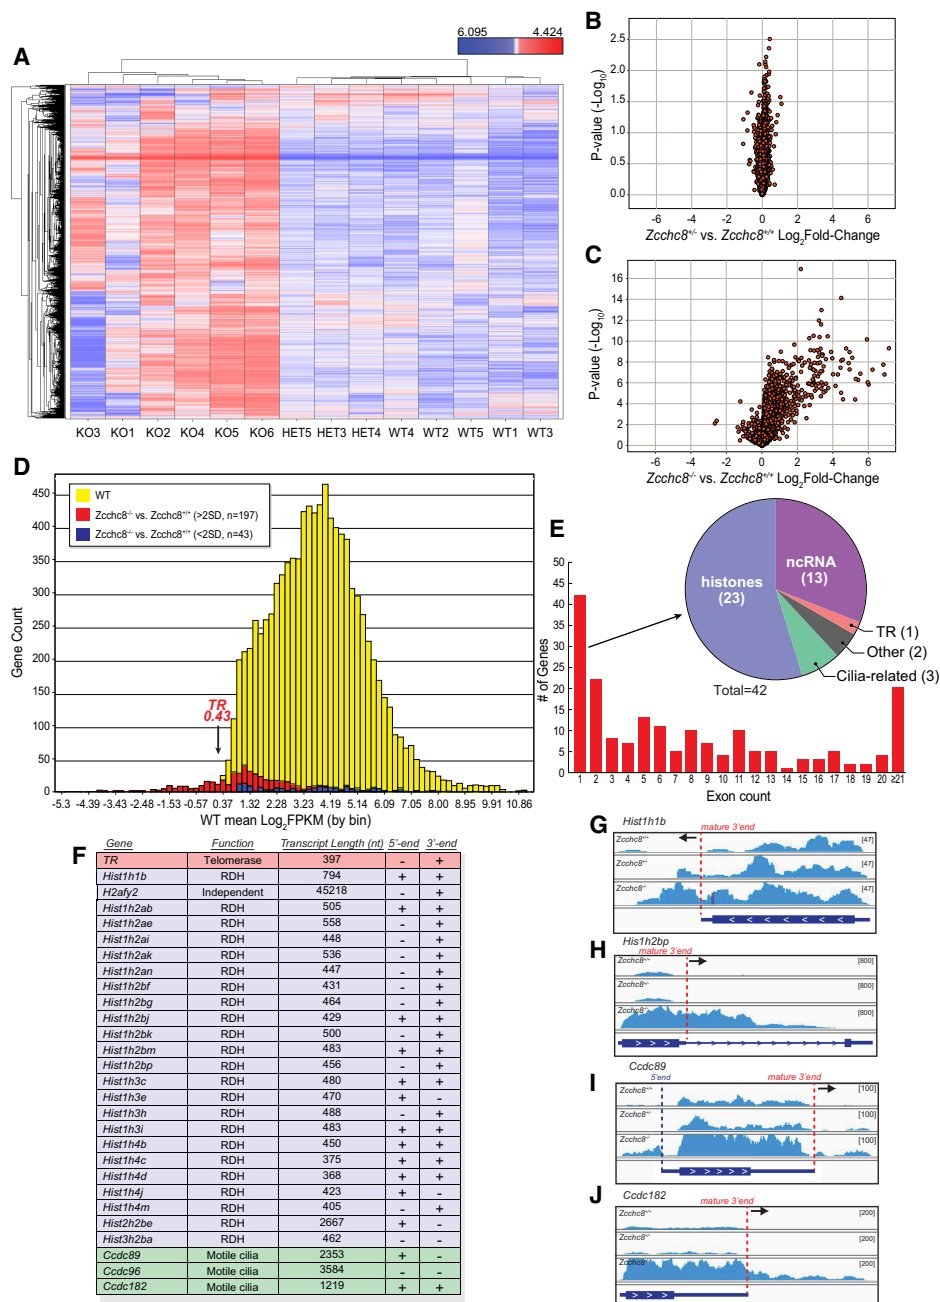 A
6.095 4.424
KO3 KO1 KO2 KO4 KO5 KO6 HET5 HET3 HET4 WT4 WT2 WT5 WT1 WT3
B
P-value (-Log10)
2.5
2.0
1.5
1.0
0.5
0.0
-6 -4 -2 0 2 4 6
Zcchc8+/- vs. Zcchc8+/+ Log2Fold-Change
C
P-value (-Log10)
16
14
12
10
8
6
4
2
0
-6 -4 -2 0 2 4 6
Zcchc8-/- vs. Zcchc8+/+ Log2Fold-Change
D
Gene Count
450
400
350
300
250
200
150
100
50
0
WT
Zcchc8-/- vs. Zcchc8+/+ (>2SD, n=197)
Zcchc8-/- vs. Zcchc8+/+ (<2SD, n=43)
TR
0.43
-5.3 -4.39 -3.43 -2.48 -1.53 -0.57 0.37 1.32 2.28 3.23 4.19 5.14 6.09 7.05 8.00 8.95 9.91 10.86
WT mean Log2FPKM (by bin)
E
# of Genes
50
45
40
35
30
25
20
15
10
5
0
1 2 3 4 5 6 7 8 9 10 11 12 13 14 15 16 17 18 19 20 ≥21
Exon count
histones
(23)
ncRNA
(13)
TR (1)
Other (2)
Cilia-related (3)
Total=42
F
Gene Function Transcript Length (nt) 5'-end 3'-end
TR Telomerase 397 - +
Hist1h1b RDH 794 + +
H2afy2 Independent 45218 - +
Hist1h2ab RDH 505 + +
Hist1h2ae RDH 558 - +
Hist1h2ai RDH 448 - +
Hist1h2ak RDH 536 - +
Hist1h2an RDH 447 - +
Hist1h2bf RDH 431 - +
Hist1h2bg RDH 464 - +
Hist1h2bj RDH 429 + +
Hist1h2bk RDH 500 - +
Hist1h2bm RDH 483 + +
Hist1h2bp RDH 456 - +
Hist1h3c RDH 480 + +
Hist1h3e RDH 470 + -
Hist1h3h RDH 488 - +
Hist1h3i RDH 483 + +
Hist1h4b RDH 450 + +
Hist1h4c RDH 375 + +
Hist1h4d RDH 368 + +
Hist1h4j RDH 423 + -
Hist1h4m RDH 405 - +
Hist2h2be RDH 2667 + -
Hist3h2ba RDH 462 - -
Ccdc89 Motile cilia 2353 + -
Ccdc96 Motile cilia 3584 - -
Ccdc182 Motile cilia 1219 + +
G
Hist1h1b
mature 3'end
Zcchc8+/+ [47]
Zcchc8+/- [47]
Zcchc8-/- [47]
H
His1h2bp
mature 3'end
Zcchc8+/+ [800]
Zcchc8+/- [800]
Zcchc8-/- [800]
I
Ccdc89
5'end mature 3'end
Zcchc8+/+ [100]
Zcchc8+/- [100]
Zcchc8-/- [100]
J
Ccdc182
mature 3'end
Zcchc8+/+ [200]
Zcchc8+/- [200]
Zcchc8-/- [200]